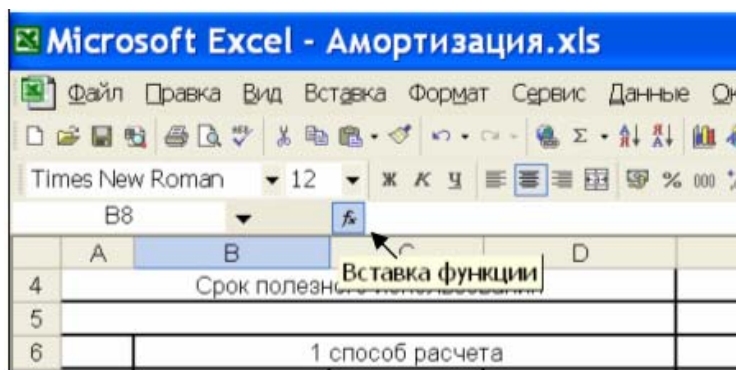 Microsoft Excel - Амортизация.xls
Файл Правка Вид Вставка Формат Сервис Данные
Times New Roman 12 Ж К Ч % 000
B8 fx
A B C D
Вставка функции
4 Срок полезного использования
5
6 1 способ расчета